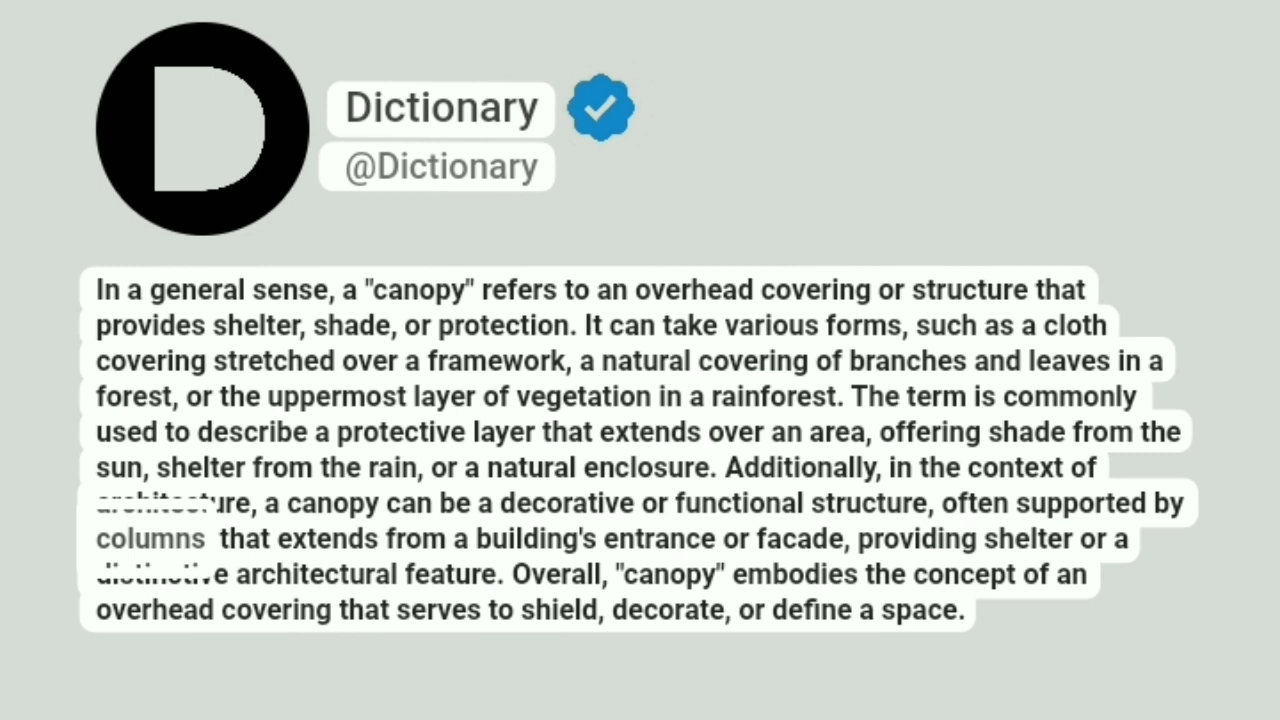 D
Dictionary
@Dictionary
In a general sense, a "canopy" refers to an overhead covering or structure that
provides shelter, shade, or protection. It can take various forms, such as a cloth
covering stretched over a framework, a natural covering of branches and leaves in a
forest, or the uppermost layer of vegetation in a rainforest. The term is commonly
used to describe a protective layer that extends over an area, offering shade from the
sun, shelter from the rain, or a natural enclosure. Additionally, in the context of
architecture, a canopy can be a decorative or functional structure, often supported by
columns that extends from a building's entrance or facade, providing shelter or a
distinctive architectural feature. Overall, "canopy" embodies the concept of an
overhead covering that serves to shield, decorate, or define a space.